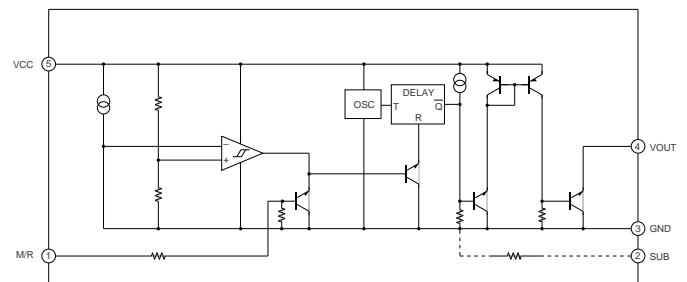 VCC 5
OSC
DELAY
T
Q
R
−
+
4 VOUT
3 GND
M/R 1
2 SUB